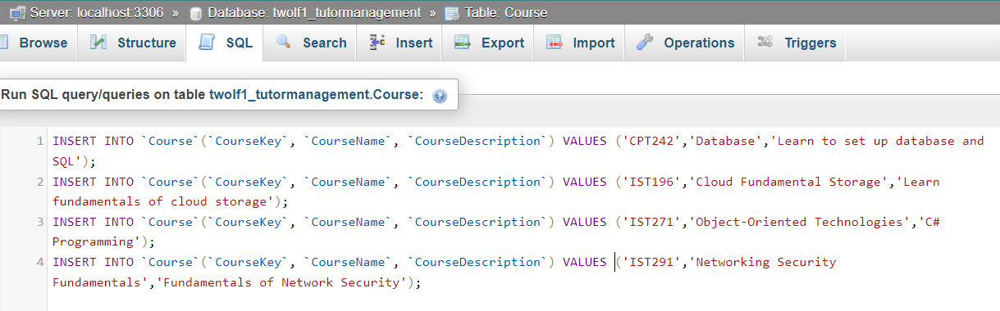 Server: localhost:3306 » Database: twolf1_tutormanagement » Table: Course
Browse Structure SQL Search Insert Export Import Operations Triggers
Run SQL query/queries on table twolf1_tutormanagement.Course:
1 INSERT INTO `Course`(`CourseKey`, `CourseName`, `CourseDescription`) VALUES ('CPT242','Database','Learn to set up database and
SQL');
2 INSERT INTO `Course`(`CourseKey`, `CourseName`, `CourseDescription`) VALUES ('IST196','Cloud Fundamental Storage','Learn
fundamentals of cloud storage');
3 INSERT INTO `Course`(`CourseKey`, `CourseName`, `CourseDescription`) VALUES ('IST271','Object-Oriented Technologies','C#
Programming');
4 INSERT INTO `Course`(`CourseKey`, `CourseName`, `CourseDescription`) VALUES ('IST291','Networking Security
Fundamentals','Fundamentals of Network Security');